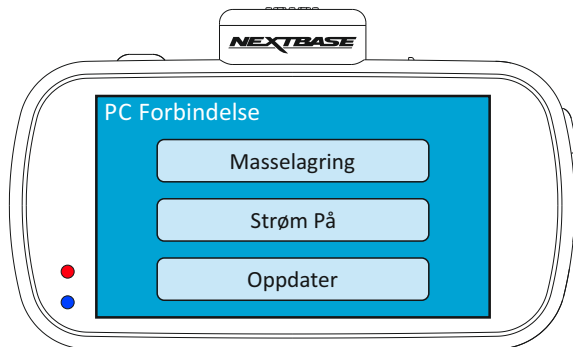 NEXTBASE
PC Forbindelse
Masselagring
Strøm På
Oppdater